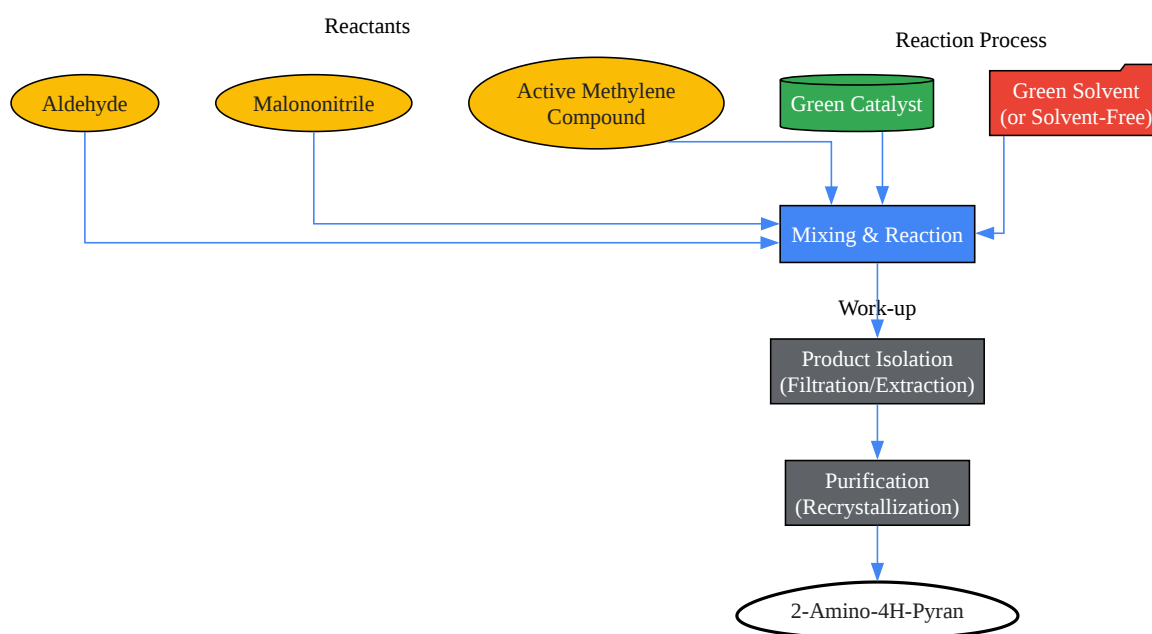 Reactants
Reaction Process
Aldehyde
Malononitrile
Active Methylene
Compound
Green Catalyst
Green Solvent
(or Solvent-Free)
Mixing & Reaction
Work-up
Product Isolation
(Filtration/Extraction)
Purification
(Recrystallization)
2-Amino-4H-Pyran